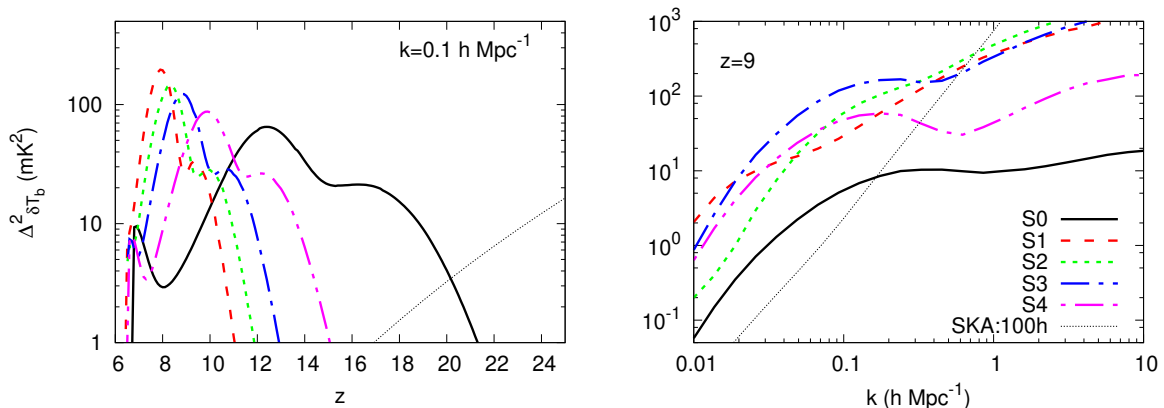 Δ²δTb (mK²)
100
10
1
6 8 10 12 14 16 18 20 22 24
z
k=0.1 h Mpc⁻¹
10³
10²
10¹
10⁰
10⁻¹
0.01 0.1 1 10
k (h Mpc⁻¹)
z=9
S0
S1
S2
S3
S4
SKA:100h